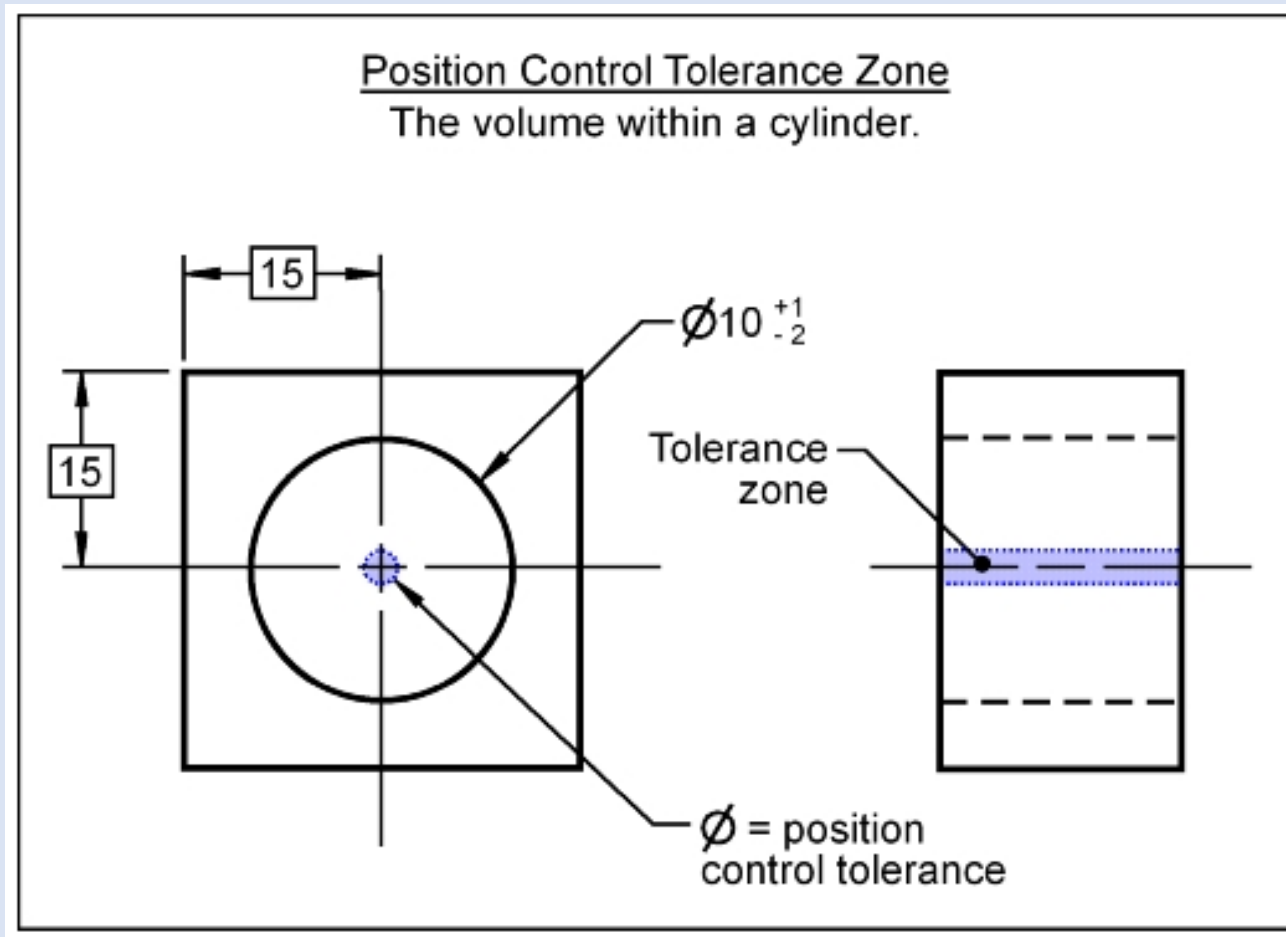 Position Control Tolerance Zone
The volume within a cylinder.
15
Ø10 +1 -2
15
Tolerance
zone
Ø = position
control tolerance